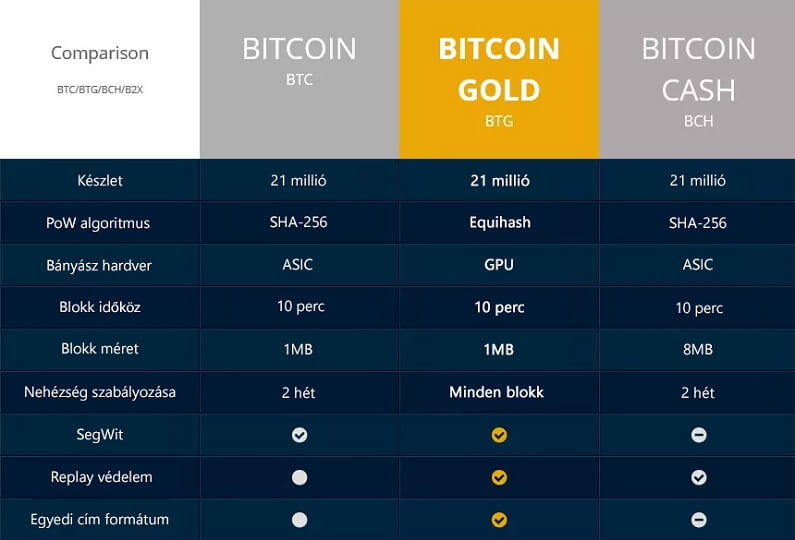 Comparison
BTC/BTG/BCH/B2X
BITCOIN
BTC
BITCOIN
GOLD
BTG
BITCOIN
CASH
BCH
Készlet 21 millió 21 millió 21 millió
PoW algoritmus SHA-256 Equihash SHA-256
Bányász hardver ASIC GPU ASIC
Blokk időköz 10 perc 10 perc 10 perc
Blokk méret 1MB 1MB 8MB
Nehézség szabályozása 2 hét Minden blokk 2 hét
SegWit
Replay védelem
Egyedi cím formátum